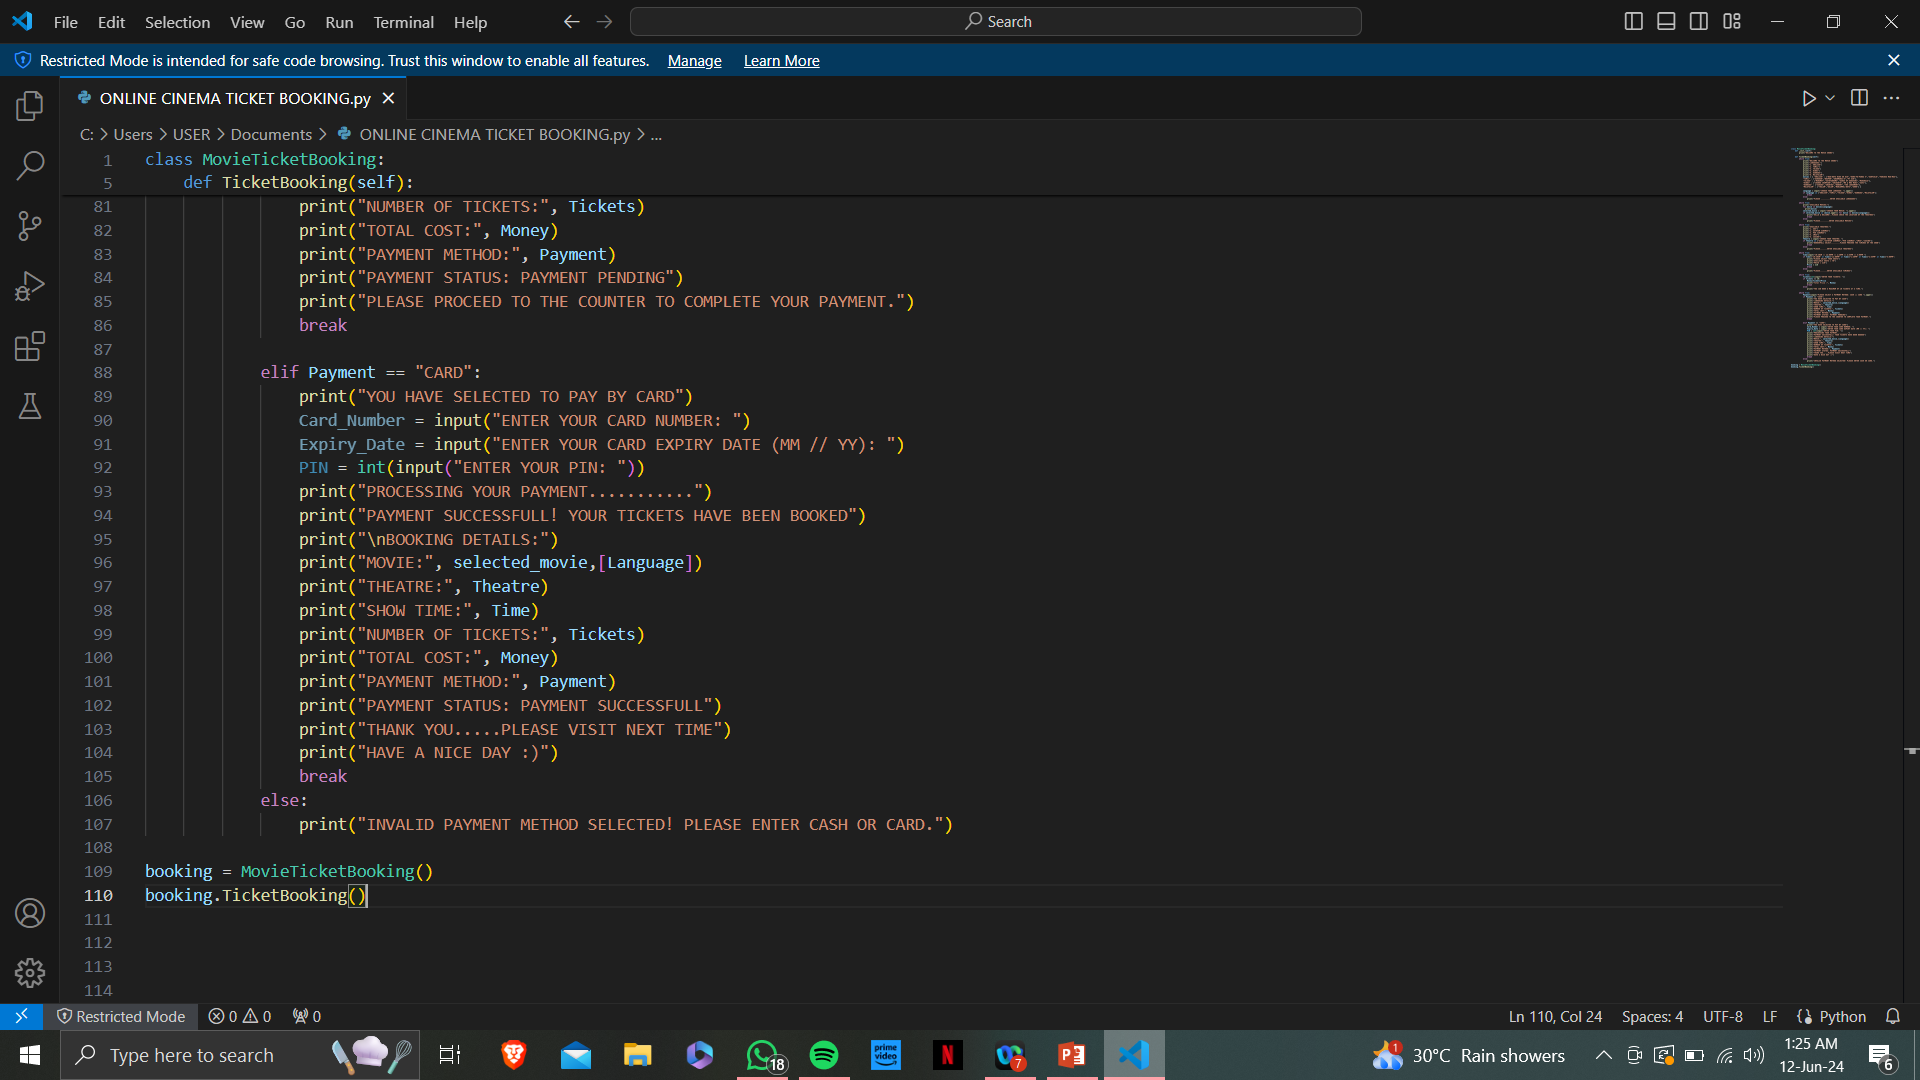 File Edit Selection View Go Run Terminal Help Search
Restricted Mode is intended for safe code browsing. Trust this window to enable all features. Manage Learn More
ONLINE CINEMA TICKET BOOKING.py
C: > Users > USER > Documents > ONLINE CINEMA TICKET BOOKING.py > ...
1 class MovieTicketBooking:
5 def TicketBooking(self):
81 print("NUMBER OF TICKETS:", Tickets)
82 print("TOTAL COST:", Money)
83 print("PAYMENT METHOD:", Payment)
84 print("PAYMENT STATUS: PAYMENT PENDING")
85 print("PLEASE PROCEED TO THE COUNTER TO COMPLETE YOUR PAYMENT.")
86 break
87
88 elif Payment == "CARD":
89 print("YOU HAVE SELECTED TO PAY BY CARD")
90 Card_Number = input("ENTER YOUR CARD NUMBER: ")
91 Expiry_Date = input("ENTER YOUR CARD EXPIRY DATE (MM // YY): ")
92 PIN = int(input("ENTER YOUR PIN: "))
93 print("PROCESSING YOUR PAYMENT...........")
94 print("PAYMENT SUCCESSFULL! YOUR TICKETS HAVE BEEN BOOKED")
95 print("\nBOOKING DETAILS:")
96 print("MOVIE:", selected_movie,[Language])
97 print("THEATRE:", Theatre)
98 print("SHOW TIME:", Time)
99 print("NUMBER OF TICKETS:", Tickets)
100 print("TOTAL COST:", Money)
101 print("PAYMENT METHOD:", Payment)
102 print("PAYMENT STATUS: PAYMENT SUCCESSFULL")
103 print("THANK YOU.....PLEASE VISIT NEXT TIME")
104 print("HAVE A NICE DAY :)")
105 break
106 else:
107 print("INVALID PAYMENT METHOD SELECTED! PLEASE ENTER CASH OR CARD.")
108
109 booking = MovieTicketBooking()
110 booking.TicketBooking()
111
112
113
114
Restricted Mode 0 0 0 Ln 110, Col 24 Spaces: 4 UTF-8 LF Python
Type here to search 18 prime video N 7 1 30°C Rain showers 1:25 AM 6
12-Jun-24